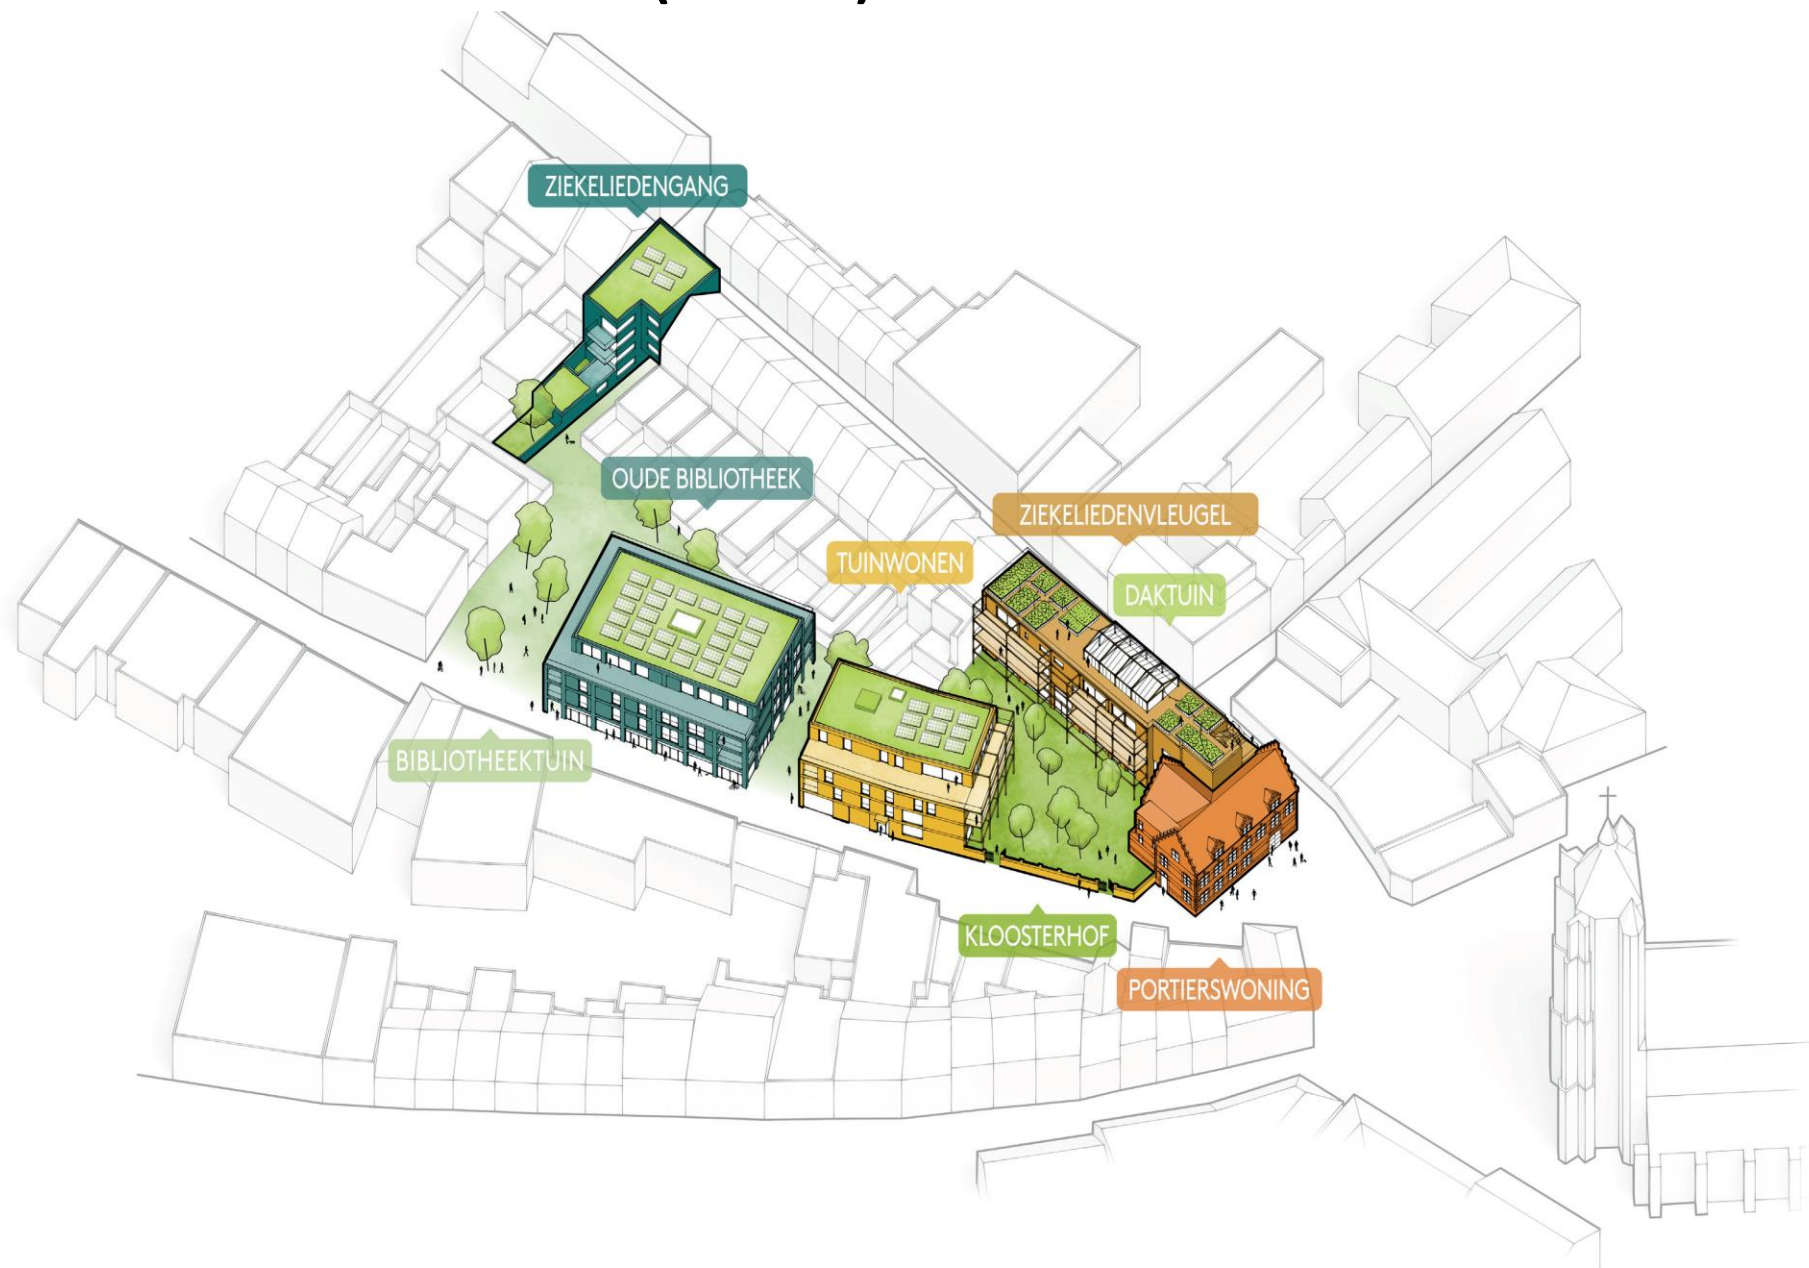 ZIEKELIEDENGANG
OUDE BIBLIOTHEEK
ZIEKELIEDENVLEUGEL
TUINWONEN
DAKTUIN
BIBLIOTHEEKTUIN
KLOOSTERHOF
PORTIERSWONING